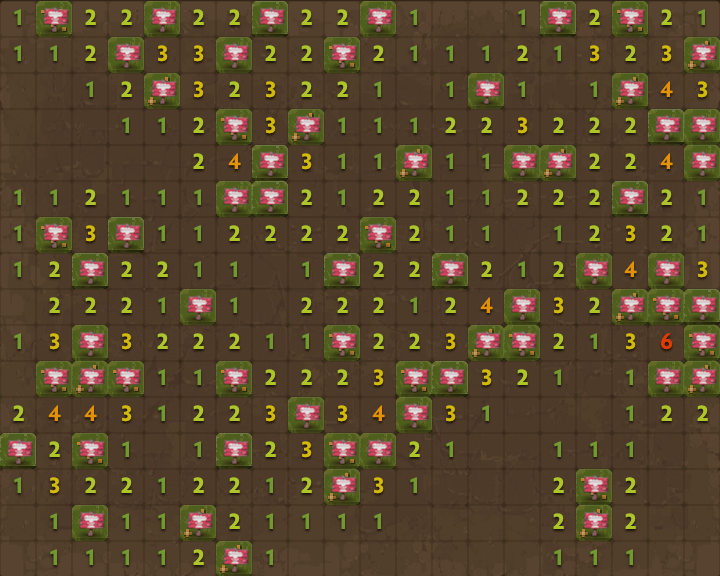 1 2 2 2 2 2 2 1 1 2 2 1
1 1 2 3 3 2 2 2 1 1 1 2 1 3 2 3
1 2 3 2 3 2 2 1 1 1 1 4 3
1 1 2 3 1 1 1 2 2 3 2 2 2
2 4 3 1 1 1 1 2 2 4
1 1 2 1 1 1 2 1 2 2 1 1 2 2 2 2 1
1 3 1 1 2 2 2 2 2 1 1 1 2 3 2 1
1 2 2 2 1 1 1 2 2 2 1 2 4 3
2 2 2 1 1 2 2 2 1 2 4 3 2
1 3 3 2 2 2 1 1 2 2 3 2 1 3 6
1 1 2 2 2 3 3 2 1 1
2 4 4 3 1 2 2 3 3 4 3 1 1 2 2
2 1 1 2 3 2 1 1 1 1
1 3 2 2 1 2 2 1 2 3 1 2 2
1 1 1 2 1 1 1 1 2 2
1 1 1 1 2 1 1 1 1